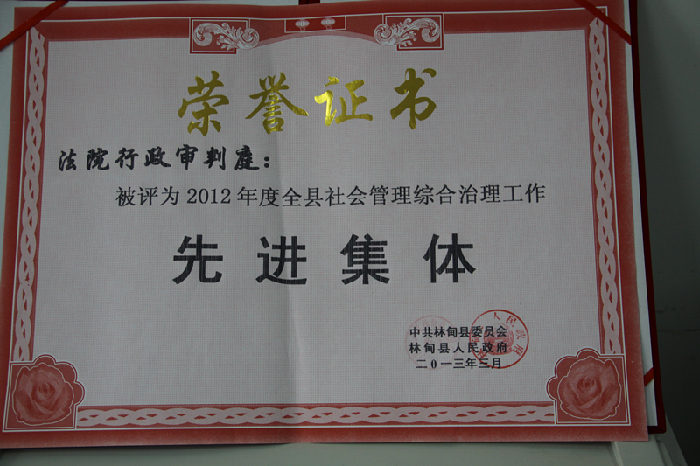 荣誉证书
法院行政审判庭：
被评为2012年度全县社会管理综合治理工作
先进集体
中共林甸县委员会
林甸县人民政府
二0一三年三月